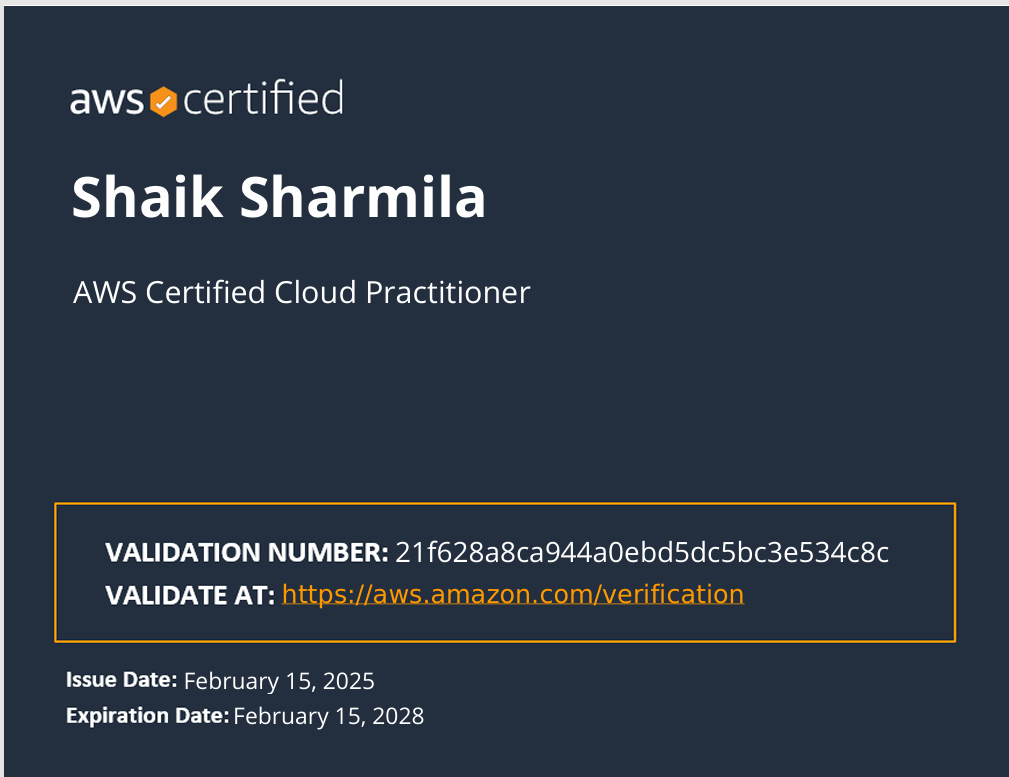 aws certified
Shaik Sharmila
AWS Certified Cloud Practitioner
VALIDATION NUMBER: 21f628a8ca944a0ebd5dc5bc3e534c8c
VALIDATE AT: https://aws.amazon.com/verification
Issue Date: February 15, 2025
Expiration Date: February 15, 2028